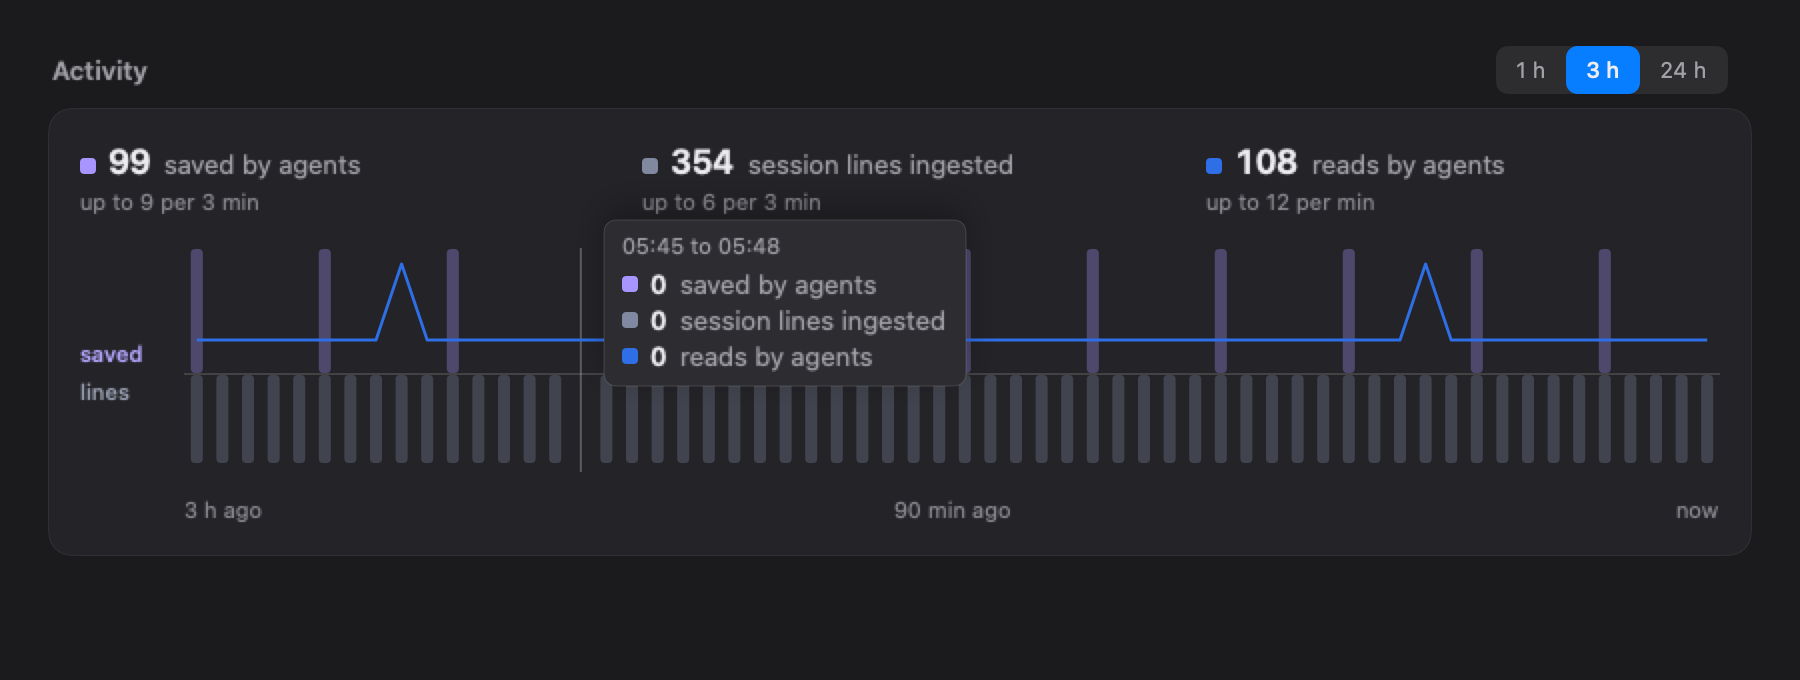 Activity
1 h 3 h 24 h
99 saved by agents
up to 9 per 3 min
354 session lines ingested
up to 6 per 3 min
108 reads by agents
up to 12 per min
05:45 to 05:48
0 saved by agents
0 session lines ingested
0 reads by agents
saved
lines
3 h ago
90 min ago
now